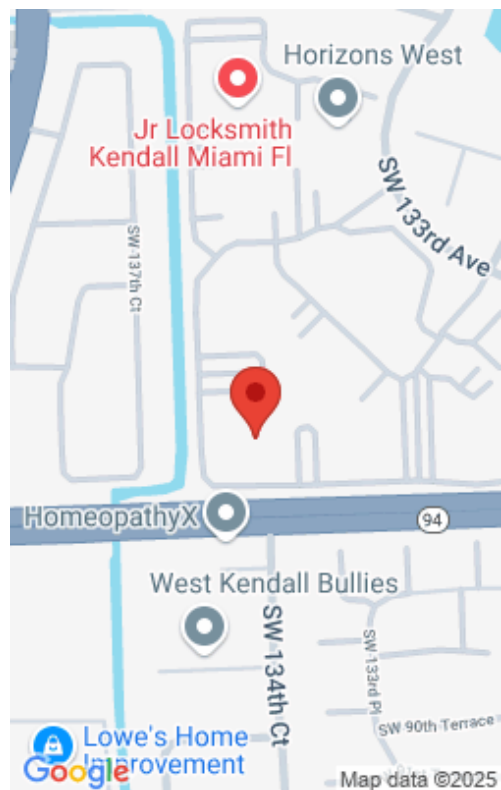 Horizons West
Jr Locksmith
Kendall Miami Fl
SW 133rd Ave
SW 137th Ct
HomeopathyX
94
West Kendall Bullies
SW 134th Ct
SW 133rd Pl
SW 90th Terrace
Lowe's Home
Improvement
Google
Map data ©2025